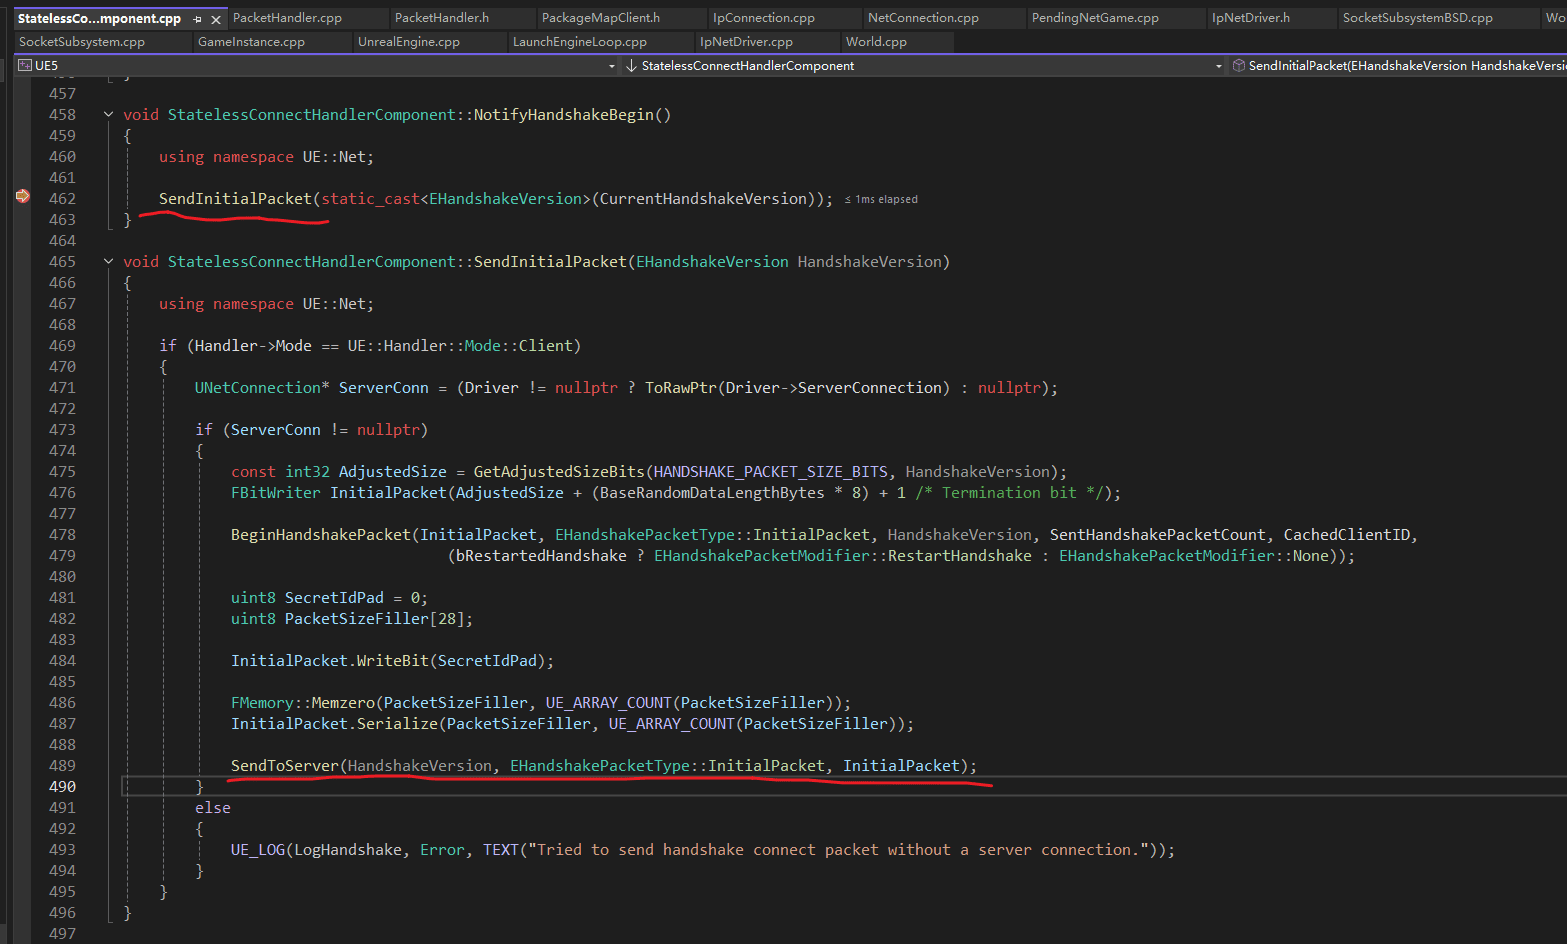 StatelessCo...mponent.cpp PacketHandler.cpp PacketHandler.h PackageMapClient.h IpConnection.cpp NetConnection.cpp PendingNetGame.cpp IpNetDriver.h SocketSubsystemBSD.cpp Wo
SocketSubsystem.cpp GameInstance.cpp UnrealEngine.cpp LaunchEngineLoop.cpp IpNetDriver.cpp World.cpp
UE5 StatelessConnectHandlerComponent SendInitialPacket(EHandshakeVersion HandshakeVersi
456 }
457
458 void StatelessConnectHandlerComponent::NotifyHandshakeBegin()
459 {
460 using namespace UE::Net;
461
462 SendInitialPacket(static_cast<EHandshakeVersion>(CurrentHandshakeVersion)); ≤ 1ms elapsed
463 }
464
465 void StatelessConnectHandlerComponent::SendInitialPacket(EHandshakeVersion HandshakeVersion)
466 {
467 using namespace UE::Net;
468
469 if (Handler->Mode == UE::Handler::Mode::Client)
470 {
471 UNetConnection* ServerConn = (Driver != nullptr ? ToRawPtr(Driver->ServerConnection) : nullptr);
472
473 if (ServerConn != nullptr)
474 {
475 const int32 AdjustedSize = GetAdjustedSizeBits(HANDSHAKE_PACKET_SIZE_BITS, HandshakeVersion);
476 FBitWriter InitialPacket(AdjustedSize + (BaseRandomDataLengthBytes * 8) + 1 /* Termination bit */);
477
478 BeginHandshakePacket(InitialPacket, EHandshakePacketType::InitialPacket, HandshakeVersion, SentHandshakePacketCount, CachedClientID,
479 (bRestartedHandshake ? EHandshakePacketModifier::RestartHandshake : EHandshakePacketModifier::None));
480
481 uint8 SecretIdPad = 0;
482 uint8 PacketSizeFiller[28];
483
484 InitialPacket.WriteBit(SecretIdPad);
485
486 FMemory::Memzero(PacketSizeFiller, UE_ARRAY_COUNT(PacketSizeFiller));
487 InitialPacket.Serialize(PacketSizeFiller, UE_ARRAY_COUNT(PacketSizeFiller));
488
489 SendToServer(HandshakeVersion, EHandshakePacketType::InitialPacket, InitialPacket);
490 }
491 else
492 {
493 UE_LOG(LogHandshake, Error, TEXT("Tried to send handshake connect packet without a server connection."));
494 }
495 }
496 }
497